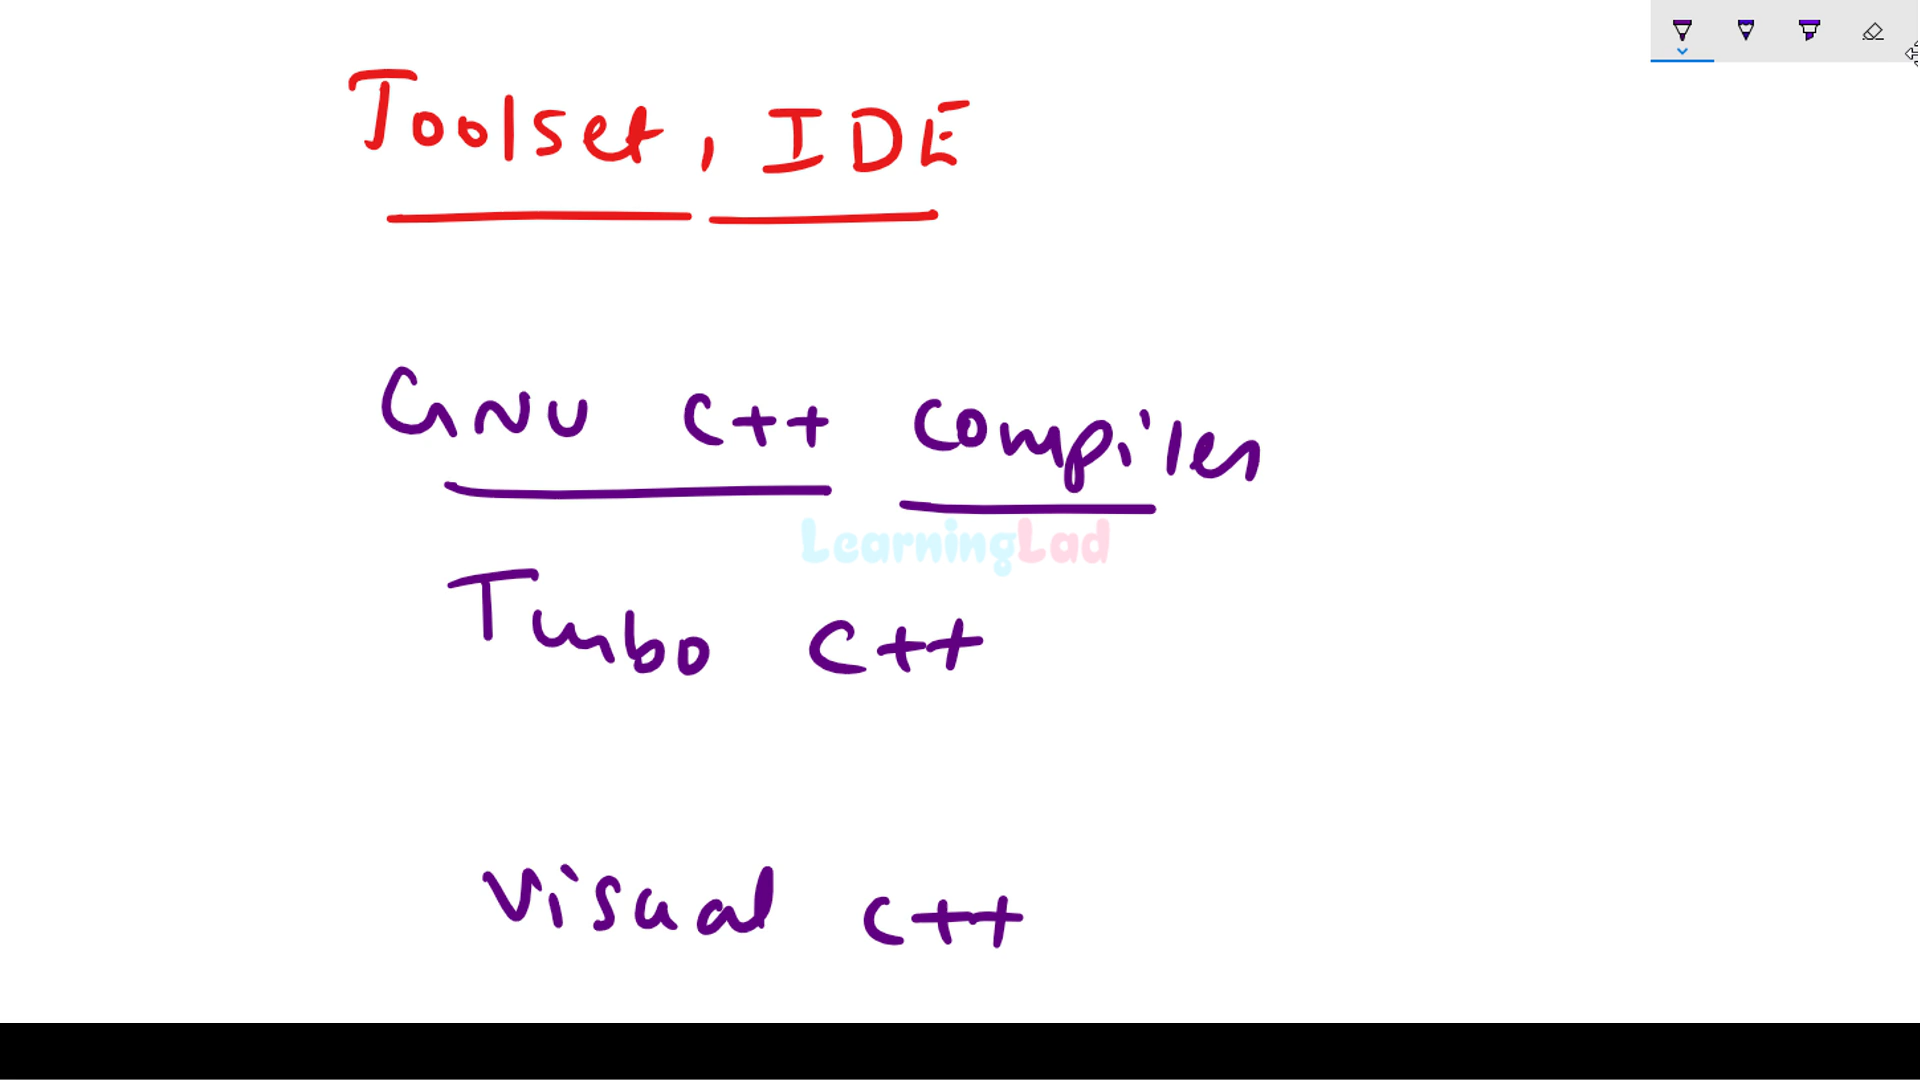 Toolset, IDE
GNU C++ Compiler
LearningLad
Turbo C++
Visual C++